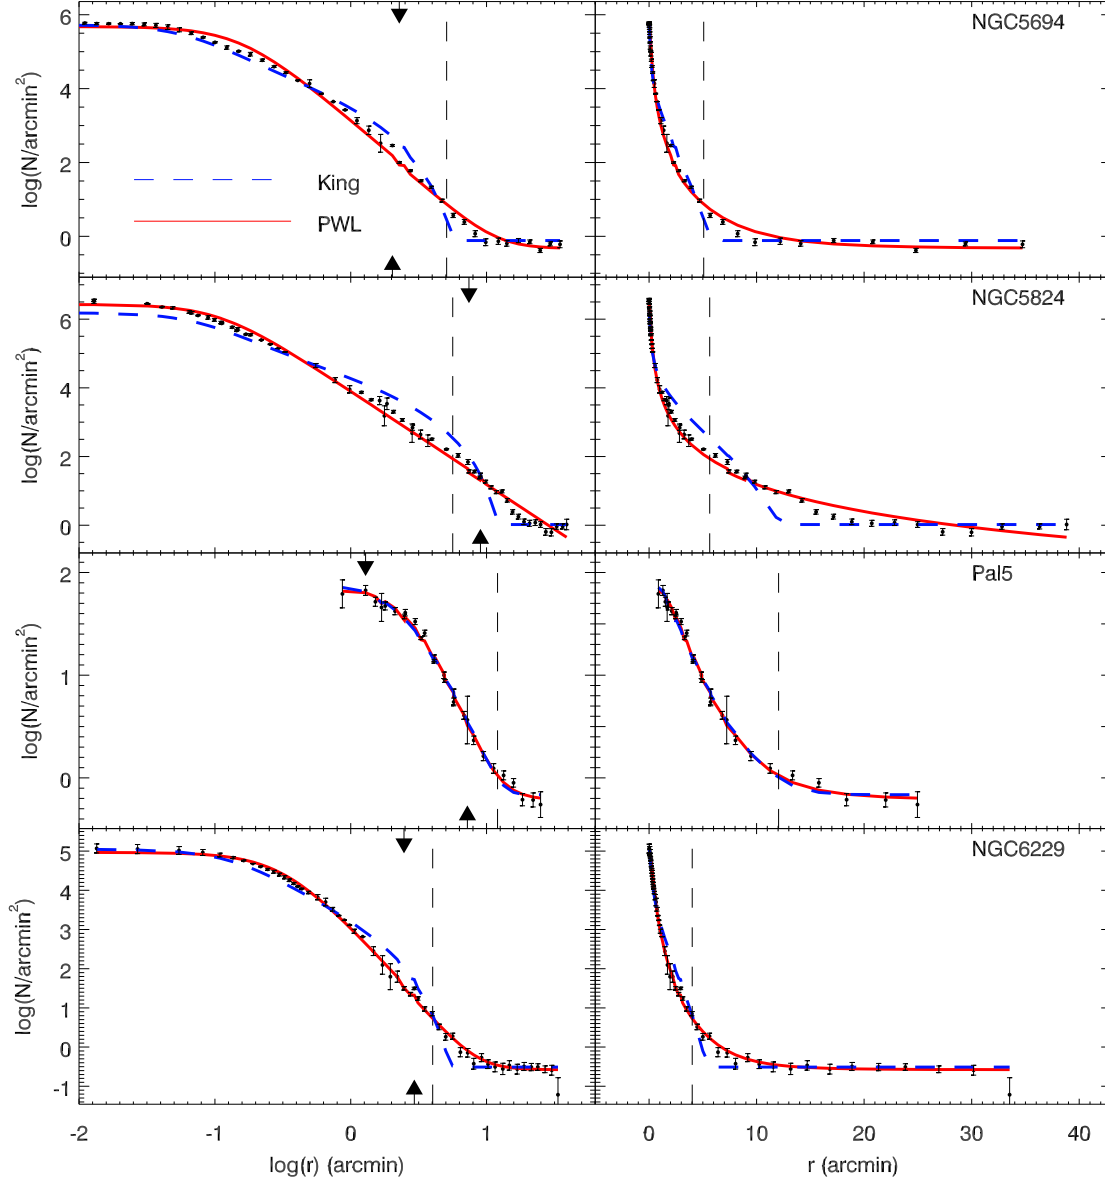 NGC5694
6
4
2
0
log(N/arcmin²)
King
PWL
NGC5824
6
4
2
0
log(N/arcmin²)
Pal5
2
1
0
log(N/arcmin²)
NGC6229
5
4
3
2
1
0
-1
log(N/arcmin²)
-2 -1 0 1
0 10 20 30 40
log(r) (arcmin)
r (arcmin)